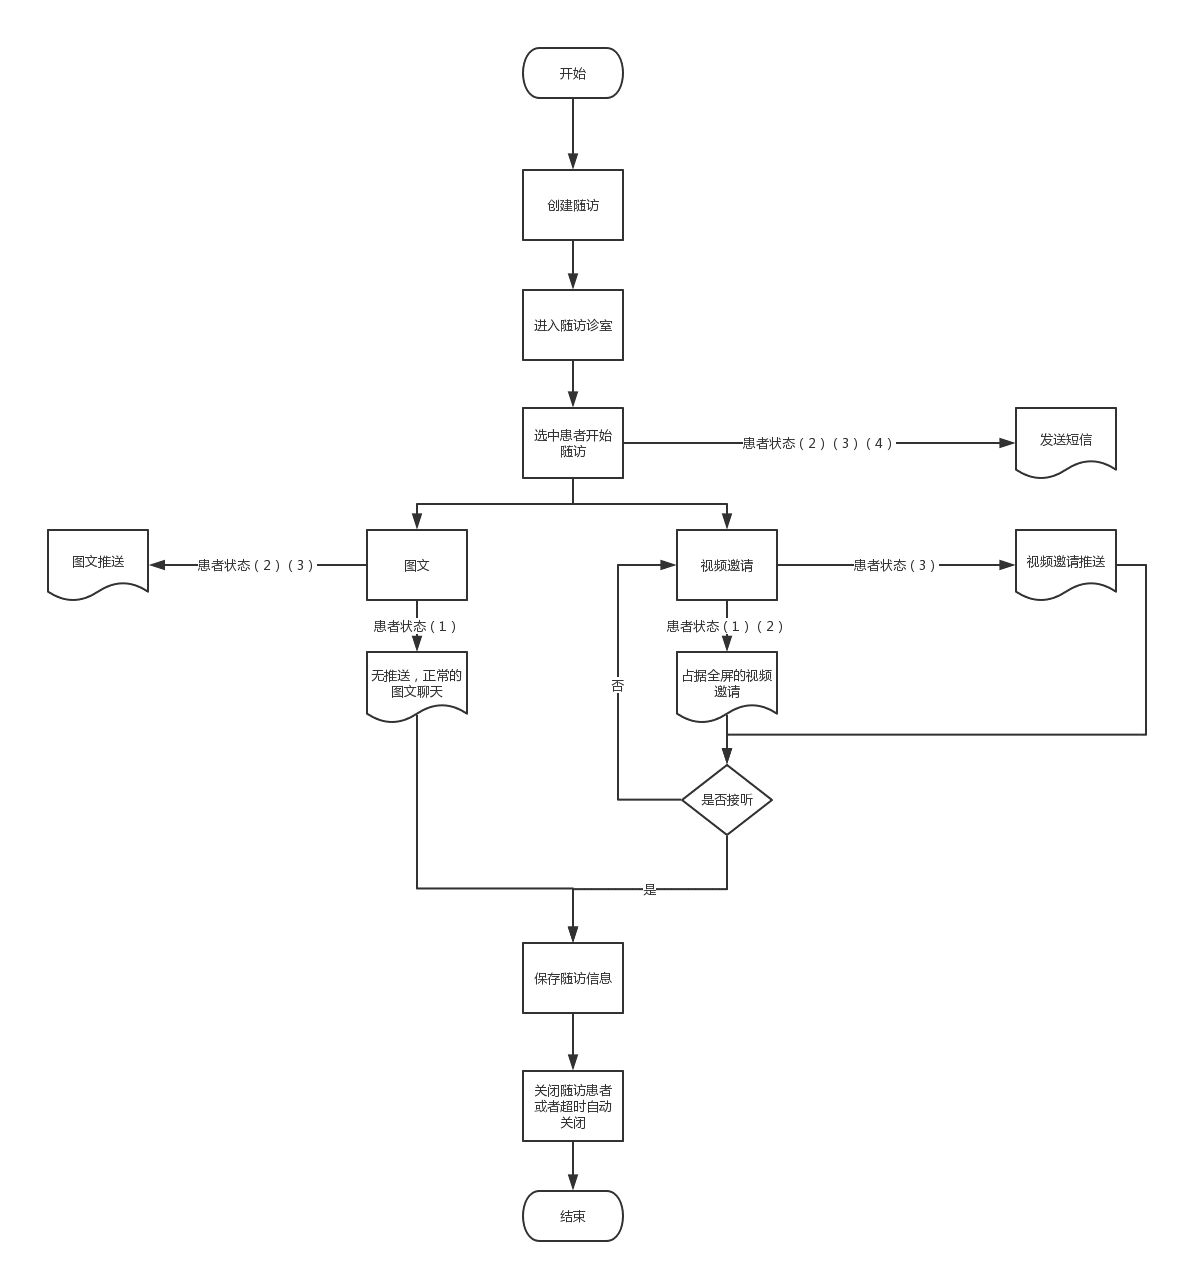 开始
创建随访
进入随访诊室
选中患者开始
随访
患者状态（2）（3）（4）
发送短信
图文推送
患者状态（2）（3）
图文
视频邀请
患者状态（3）
视频邀请推送
患者状态（1）
患者状态（1）（2）
无推送，正常的
图文聊天
否
占据全屏的视频
邀请
是否接听
是
保存随访信息
关闭随访患者
或者超时自动
关闭
结束